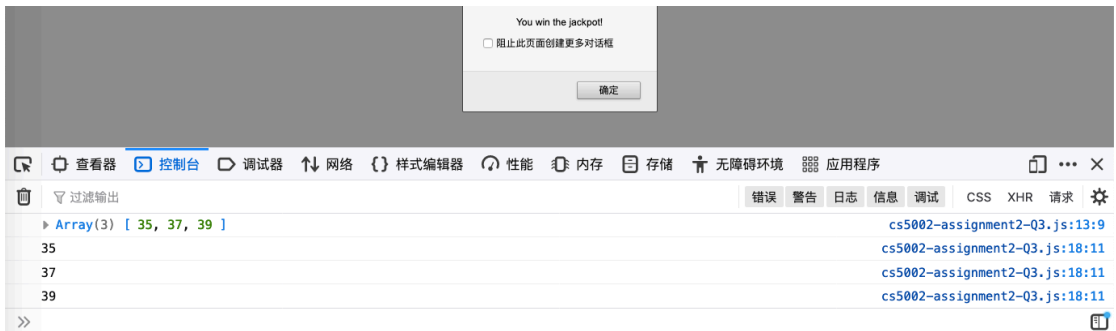 You win the jackpot!
阻止此页面创建更多对话框
确定
查看器 控制台 调试器 网络 {} 样式编辑器 性能 内存 存储 无障碍环境 应用程序
过滤输出 错误 警告 日志 信息 调试 CSS XHR 请求
Array(3) [ 35, 37, 39 ] cs5002-assignment2-Q3.js:13:9
35 cs5002-assignment2-Q3.js:18:11
37 cs5002-assignment2-Q3.js:18:11
39 cs5002-assignment2-Q3.js:18:11